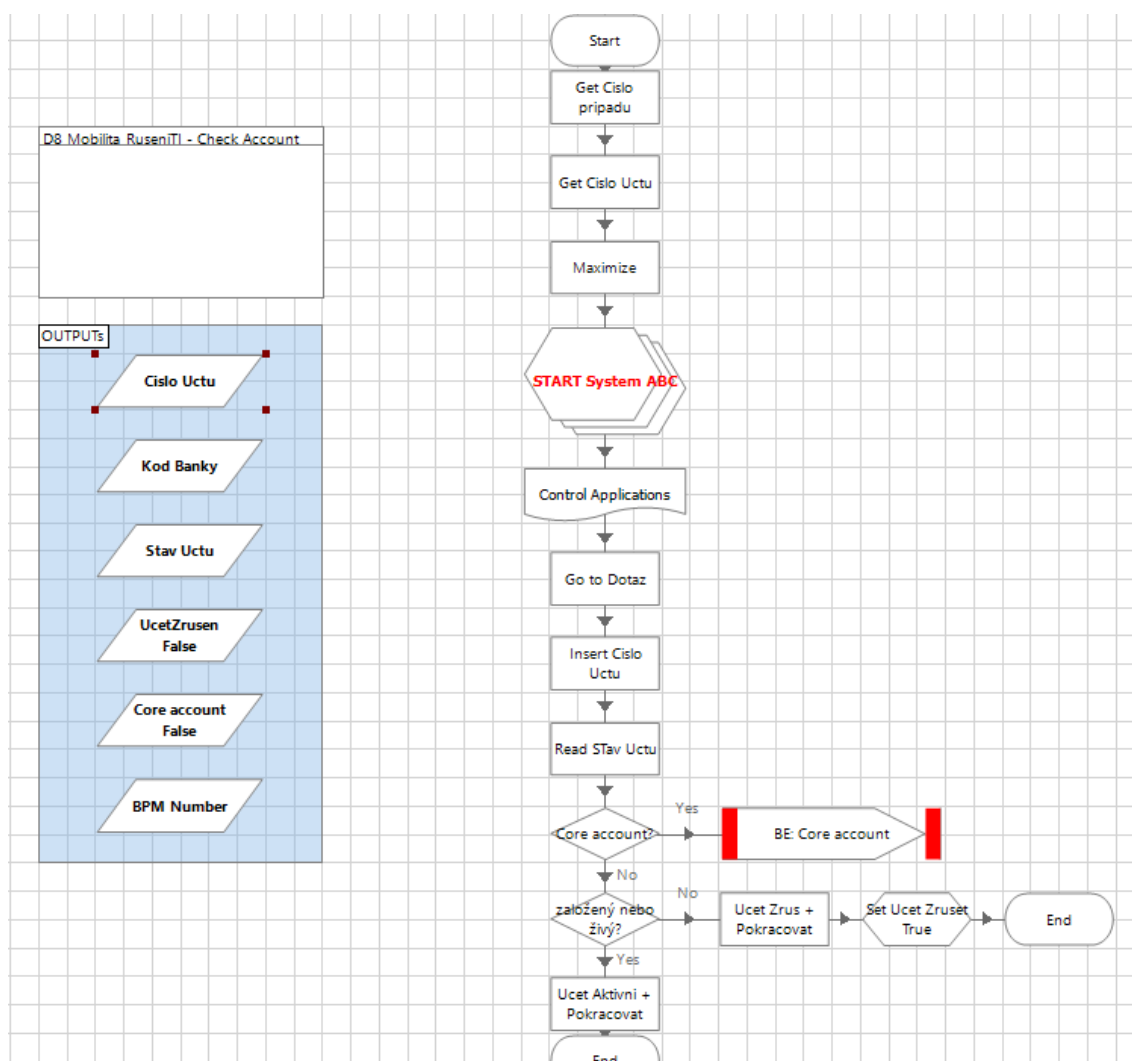 Start
Get Cislo
pripadu
D8 Mobilita RuseniTI - Check Account
Get Cislo Uctu
Maximize
OUTPUTs
Cislo Uctu
START System ABC
Kod Banky
Control Applications
Stav Uctu
Go to Dotaz
UcetZrusen
False
Insert Cislo
Uctu
Core account
False
Read STav Uctu
BPM Number
Core account?
Yes
BE: Core account
No
založený nebo
živý?
No
Ucet Zrus +
Pokracovat
Set Ucet Zruset
True
End
Yes
Ucet Aktivni +
Pokracovat
End